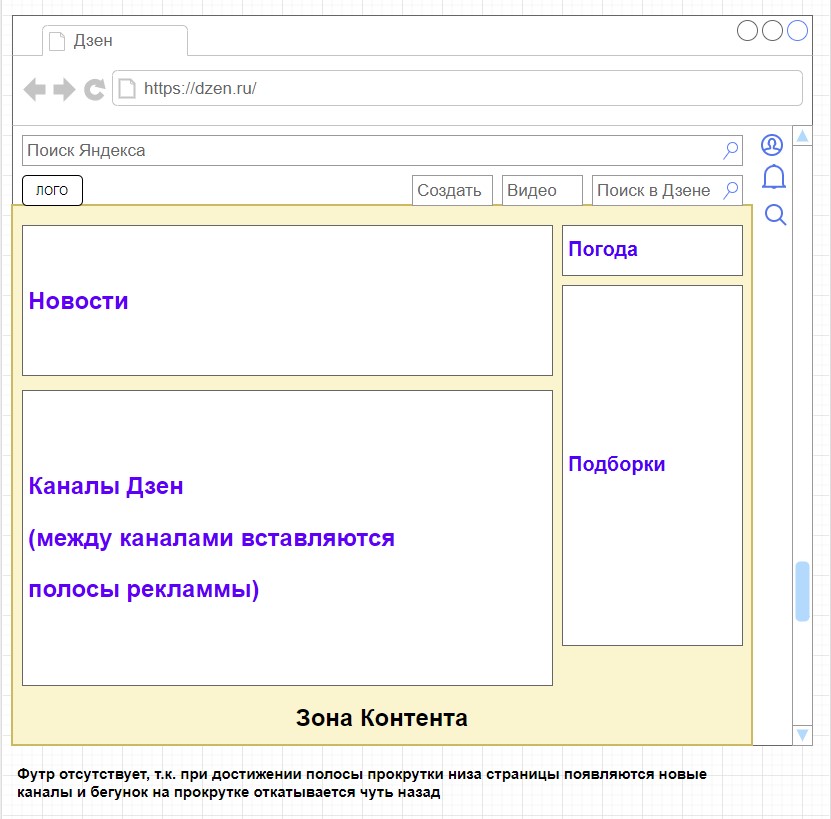 Дзен
https://dzen.ru/
Поиск Яндекса
лого
Создать
Видео
Поиск в Дзене
Новости
Погода
Каналы Дзен
(между каналами вставляются
полосы рекламмы)
Подборки
Зона Контента
Футр отсутствует, т.к. при достижении полосы прокрутки низа страницы появляются новые
каналы и бегунок на прокрутке откатывается чуть назад